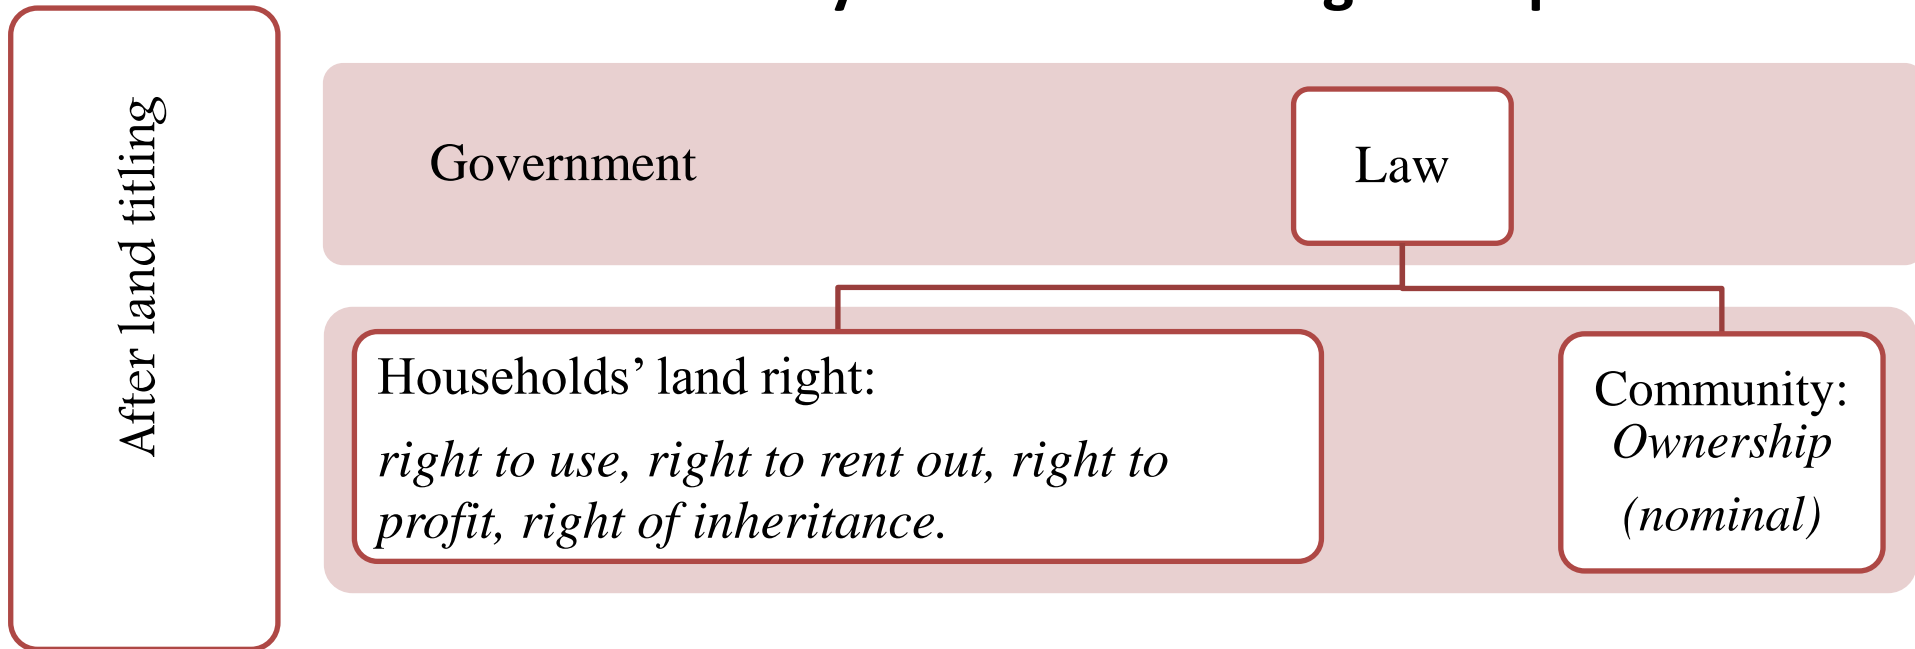 After land titling
Government
Law
Households’ land right:
right to use, right to rent out, right to
profit, right of inheritance.
Community:
Ownership
(nominal)